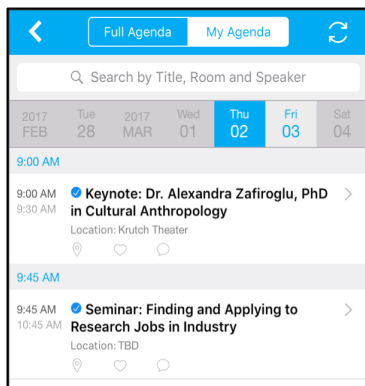 Full Agenda My Agenda
Search by Title, Room and Speaker
2017 Tue 2017 Wed Thu Fri Sat
FEB 28 MAR 01 02 03 04
9:00 AM
9:00 AM Keynote: Dr. Alexandra Zafiroglu, PhD
9:30 AM in Cultural Anthropology
Location: Krutch Theater
9:45 AM
9:45 AM Seminar: Finding and Applying to
10:45 AM Research Jobs in Industry
Location: TBD